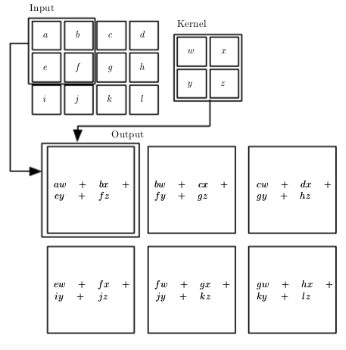 Input
Kernel
a b c d
w x
e f g h
y z
i j k l
Output
aw + bx +
ey + fz
bw + cx +
fy + gz
cw + dx +
gy + hz
ew + fx +
iy + jz
fw + gx +
jy + kz
gw + hx +
ky + lz